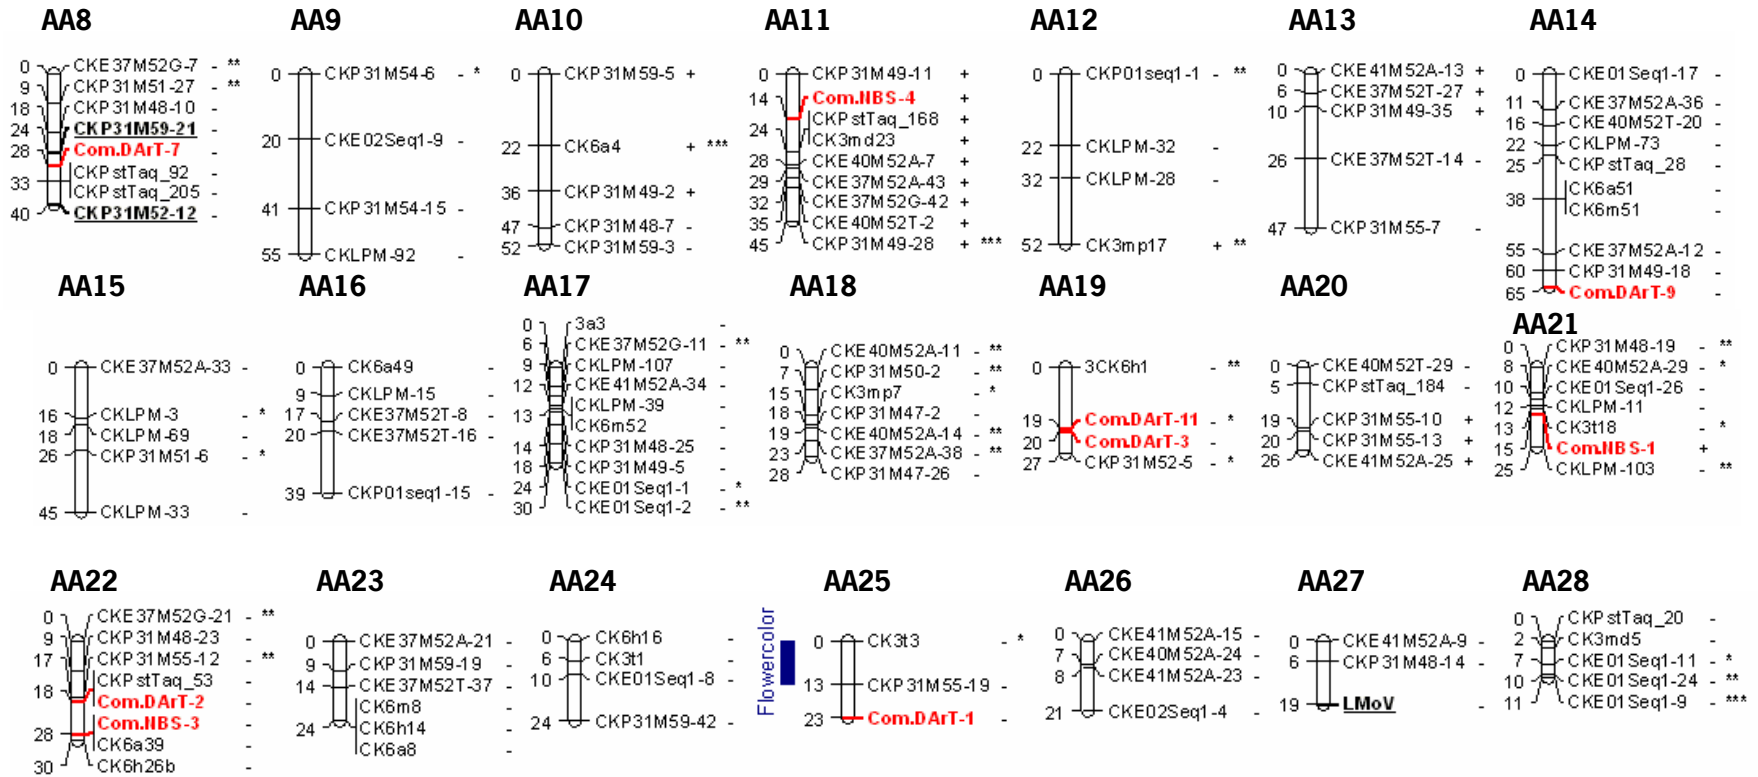 AA8 AA9 AA10 AA11 AA12 AA13 AA14
0 CKE37M52G-7 - **
9 CKP31M51-27 - **
18 CKP31M48-10 -
24 CKP31M59-21 -
28 Com.DArT-7 -
CKPstTaq_92 -
33 CKPstTaq_205 -
40 CKP31M52-12 -
0 CKP31M54-6 - *
20 CKE02Seq1-9 -
41 CKP31M54-15 -
55 CKLPM-92 -
0 CKP31M59-5 +
22 CK6a4 + ***
36 CKP31M49-2 +
47 CKP31M48-7 -
52 CKP31M59-3 -
0 CKP31M49-11 +
14 Com.NBS-4 +
CKPstTaq_168 +
24 CK3md23 +
28 CKE40M52A-7 +
29 CKE37M52A-43 +
32 CKE37M52G-42 +
35 CKE40M52T-2 +
45 CKP31M49-28 + ***
0 CKP01seq1-1 - **
22 CKLPM-32 -
32 CKLPM-28 -
52 CK3mp17 + **
0 CKE41M52A-13 +
6 CKE37M52T-27 +
10 CKP31M49-35 +
26 CKE37M52T-14 -
47 CKP31M55-7 -
0 CKE01Seq1-17 -
11 CKE37M52A-36 -
16 CKE40M52T-20 -
22 CKLPM-73 -
25 CKPstTaq_28 -
CK6a51 -
38 CK6m51 -
55 CKE37M52A-12 -
60 CKP31M49-18 -
65 Com.DArT-9 -
AA15 AA16 AA17 AA18 AA19 AA20 AA21
0 CKE37M52A-33 -
16 CKLPM-3 - *
18 CKLPM-69 -
26 CKP31M51-6 - *
45 CKLPM-33 -
0 CK6a49 -
9 CKLPM-15 -
17 CKE37M52T-8 -
20 CKE37M52T-16 -
39 CKP01seq1-15 -
0 3a3 -
6 CKE37M52G-11 - **
9 CKLPM-107 -
12 CKE41M52A-34 -
CKLPM-39 -
13 CK6m52 -
14 CKP31M48-25 -
18 CKP31M49-5 -
24 CKE01Seq1-1 - *
30 CKE01Seq1-2 - **
0 CKE40M52A-11 - **
7 CKP31M50-2 - **
15 CK3mp7 - *
18 CKP31M47-2 -
19 CKE40M52A-14 - **
23 CKE37M52A-38 - **
28 CKP31M47-26 -
0 3CK6h1 - **
19 Com.DArT-11 - *
20 Com.DArT-3 -
27 CKP31M52-5 - *
0 CKE40M52T-29 -
5 CKPstTaq_184 -
19 CKP31M55-10 +
20 CKP31M55-13 +
26 CKE41M52A-25 +
0 CKP31M48-19 - **
8 CKE40M52A-29 - *
10 CKE01Seq1-26 -
12 CKLPM-11 -
13 CK3t18 - *
15 Com.NBS-1 +
25 CKLPM-103 - **
AA22 AA23 AA24 AA25 AA26 AA27 AA28
0 CKE37M52G-21 - **
9 CKP31M48-23 -
17 CKP31M55-12 - **
CKPstTaq_53 -
18 Com.DArT-2 -
Com.NBS-3 -
28 CK6a39 -
30 CK6h26b -
0 CKE37M52A-21 -
9 CKP31M59-19 -
14 CKE37M52T-37 -
CK6m8 -
24 CK6h14 -
CK6a8 -
0 CK6h16 -
6 CK3t1 -
10 CKE01Seq1-8 -
24 CKP31M59-42 -
Flowercolor
0 CK3t3 - *
13 CKP31M55-19 -
23 Com.DArT-1 -
0 CKE41M52A-15 -
7 CKE40M52A-24 -
8 CKE41M52A-23 -
21 CKE02Seq1-4 -
0 CKE41M52A-9 -
6 CKP31M48-14 -
19 LMoV -
0 CKPstTaq_20 -
2 CK3md5 -
7 CKE01Seq1-11 - *
10 CKE01Seq1-24 - **
11 CKE01Seq1-9 - ***